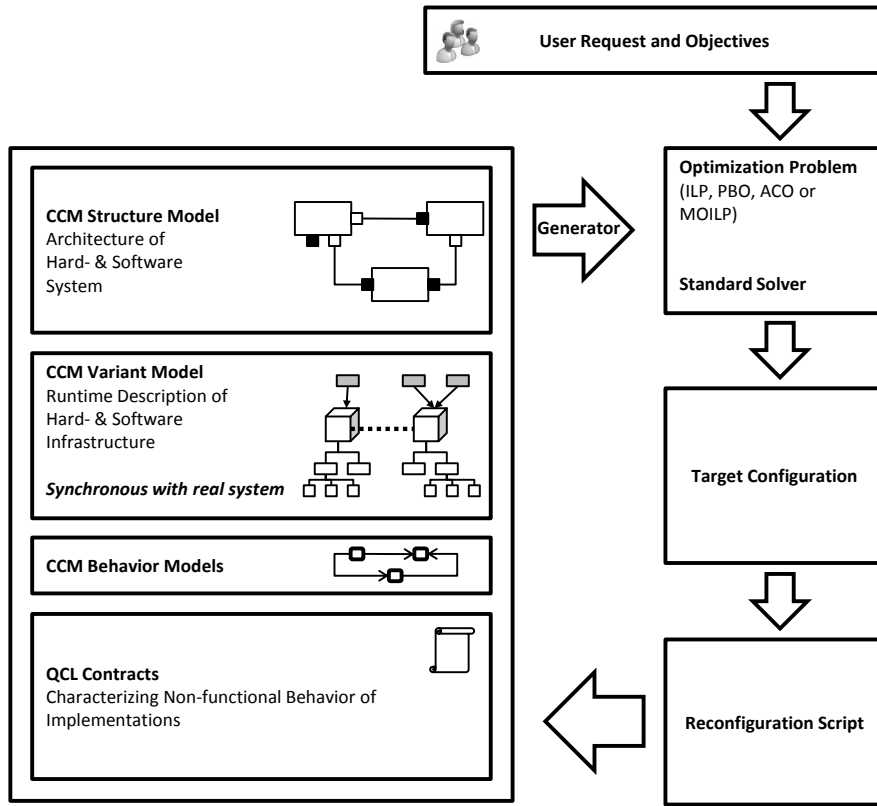 User Request and Objectives
CCM Structure Model
Architecture of
Hard- & Software
System
Generator
Optimization Problem
(ILP, PBO, ACO or
MOILP)
Standard Solver
CCM Variant Model
Runtime Description of
Hard- & Software
Infrastructure
Synchronous with real system
Target Configuration
CCM Behavior Models
QCL Contracts
Characterizing Non-functional Behavior of
Implementations
Reconfiguration Script